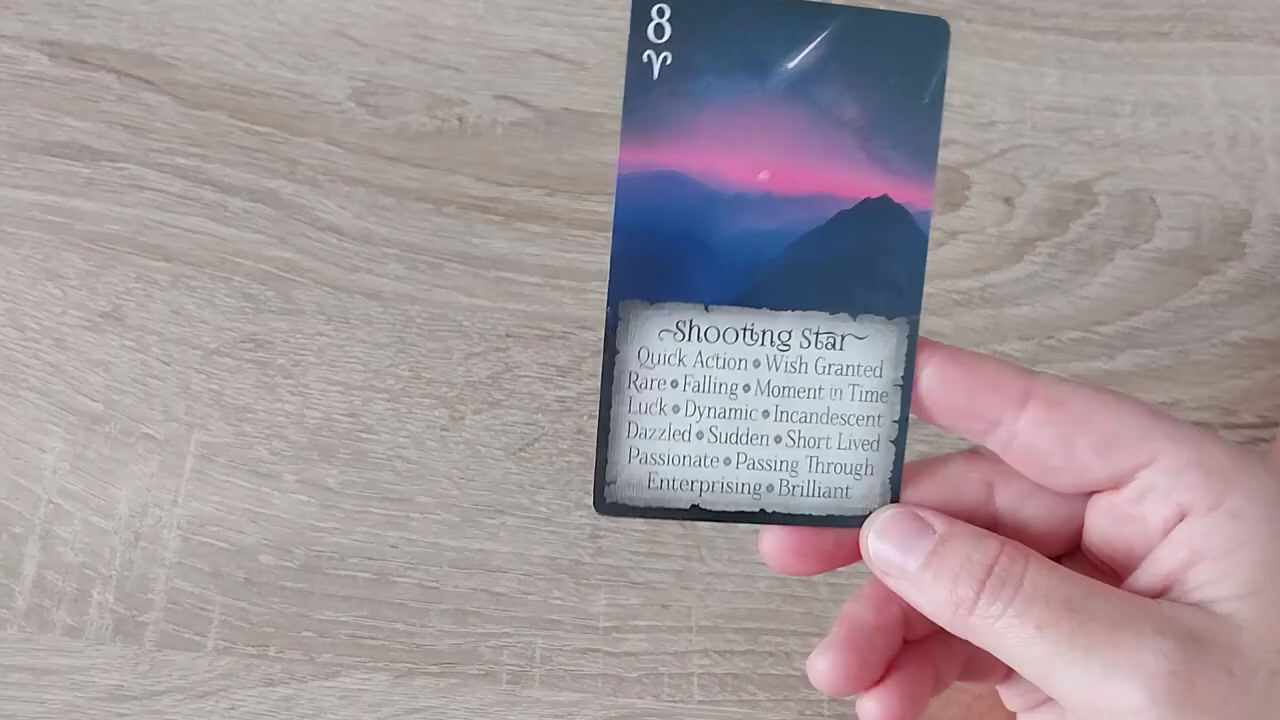 8
♈
Shooting Star
Quick Action • Wish Granted
Rare • Falling • Moment in Time
Luck • Dynamic • Incandescent
Dazzled • Sudden • Short Lived
Passionate • Passing Through
Enterprising • Brilliant